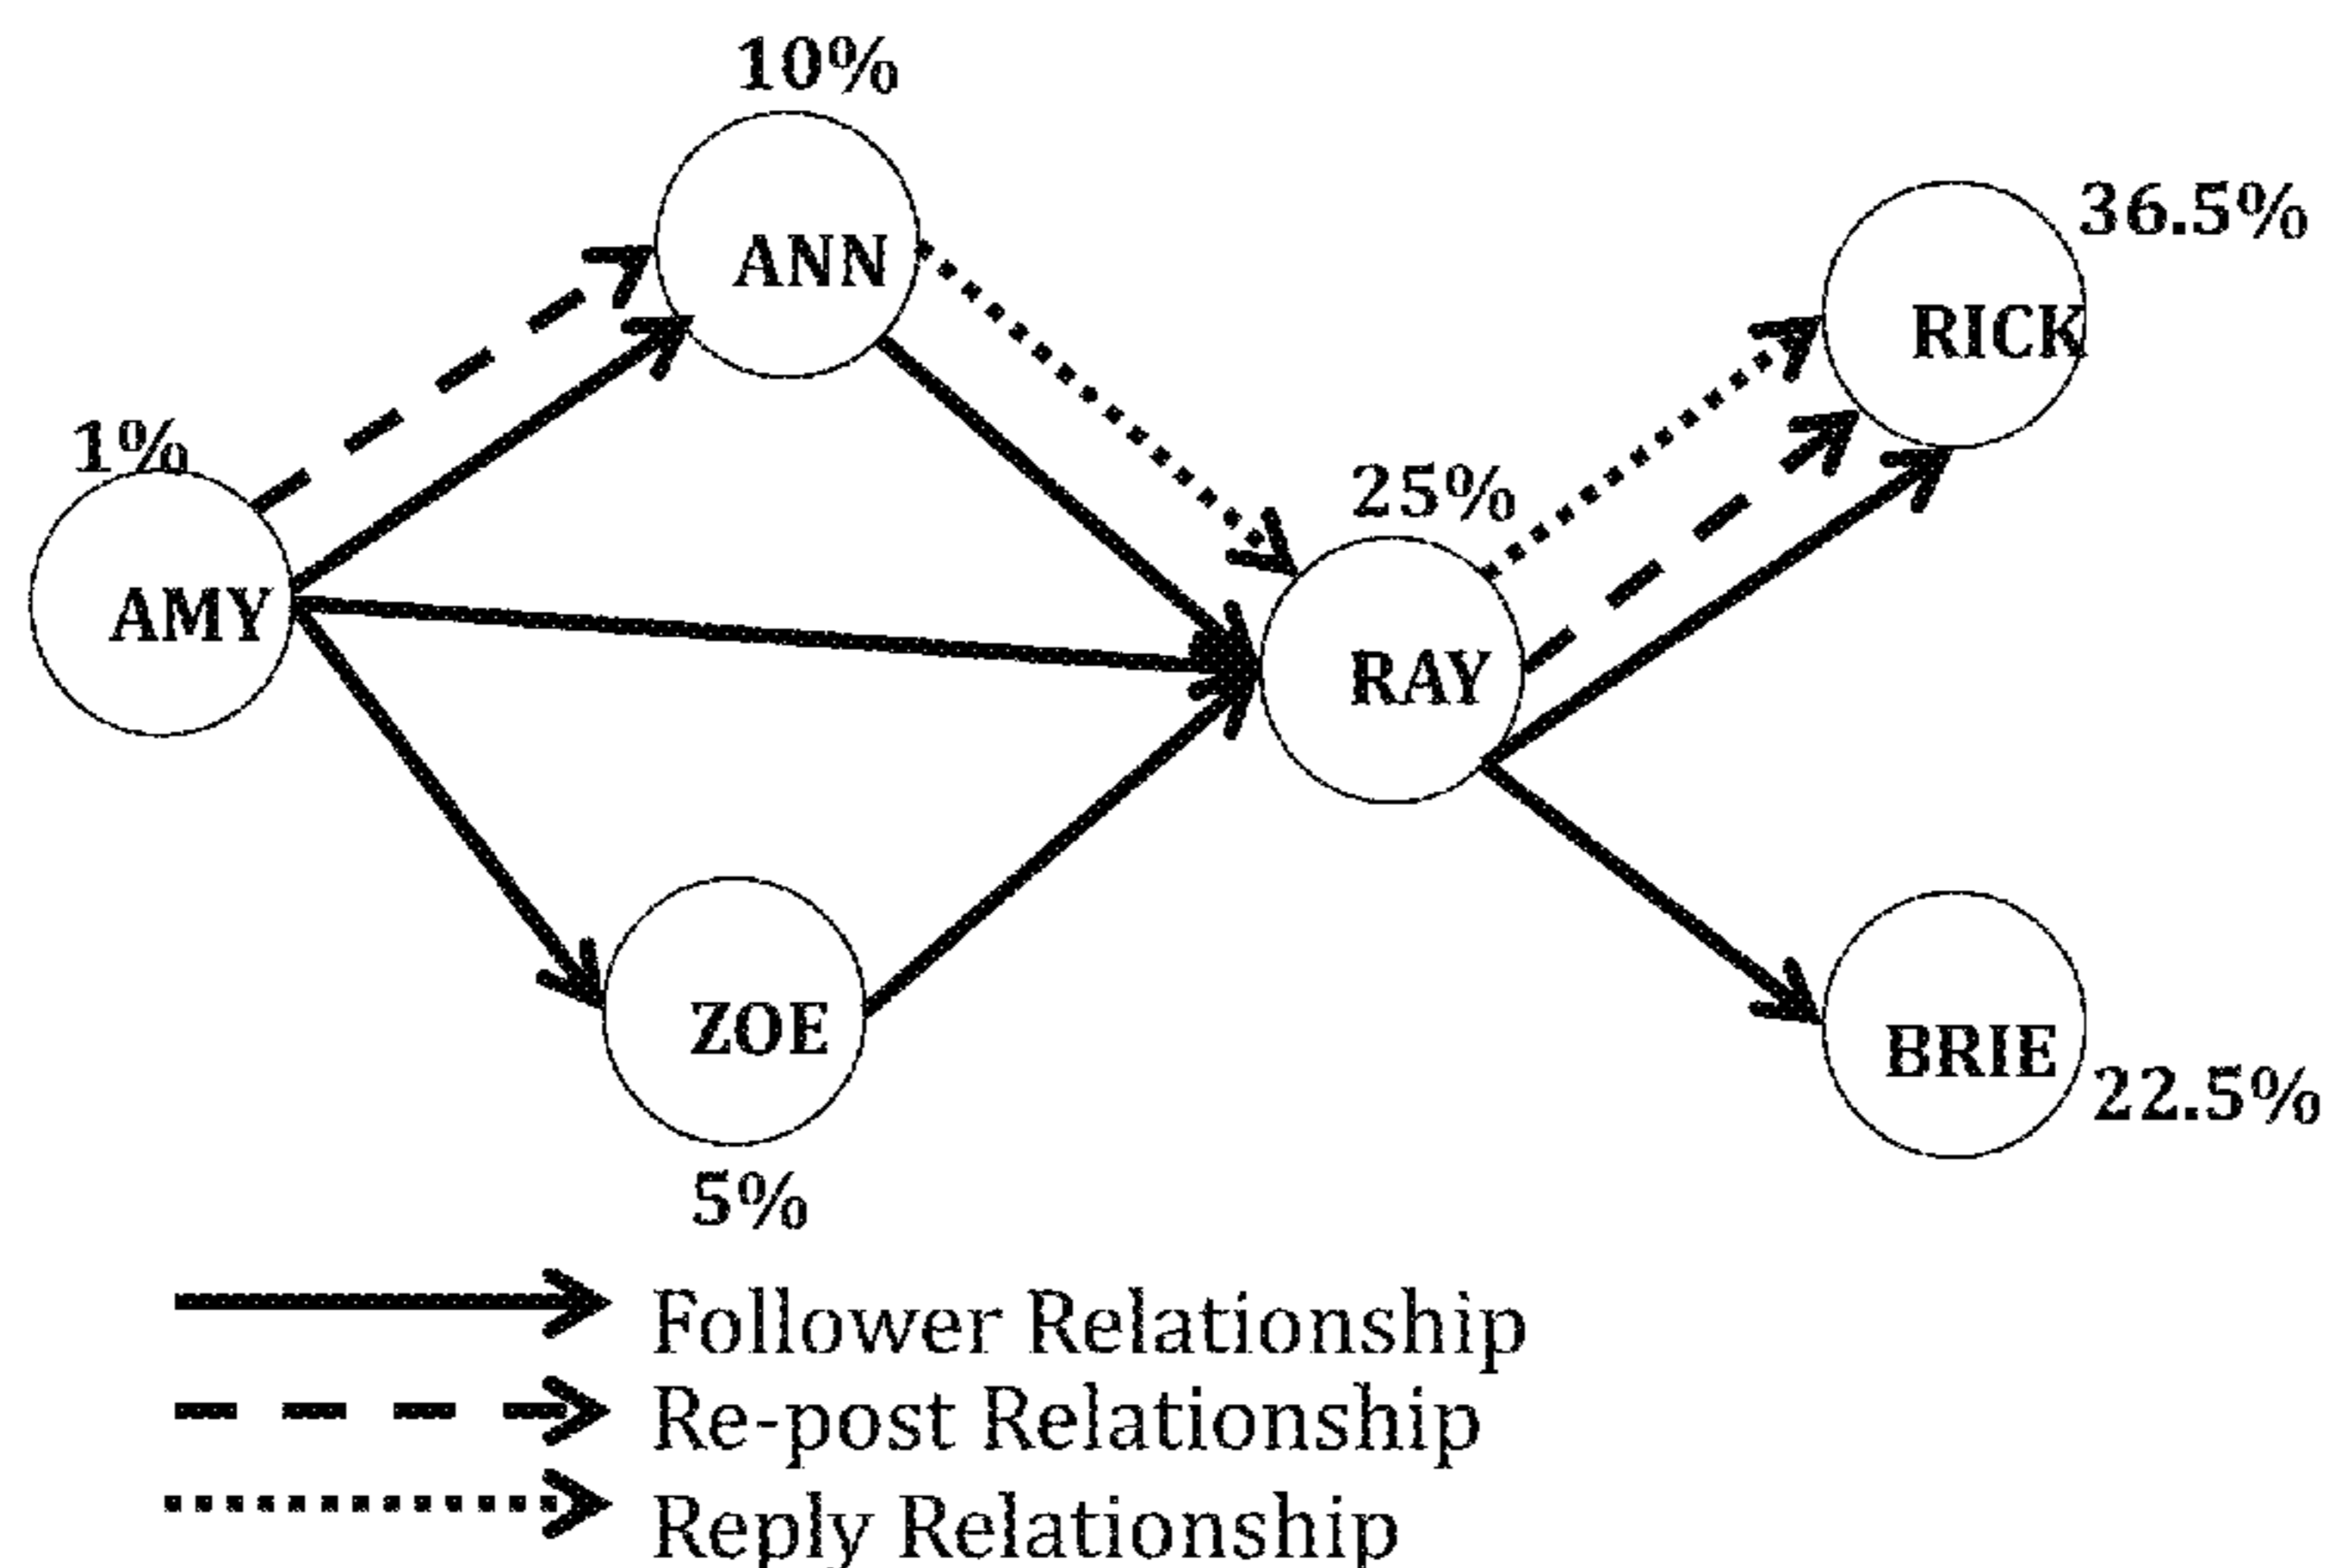 10%
ANN
36.5%
RICK
1%
AMY
25%
RAY
ZOE
5%
BRIE
22.5%
Follower Relationship
Re-post Relationship
Reply Relationship